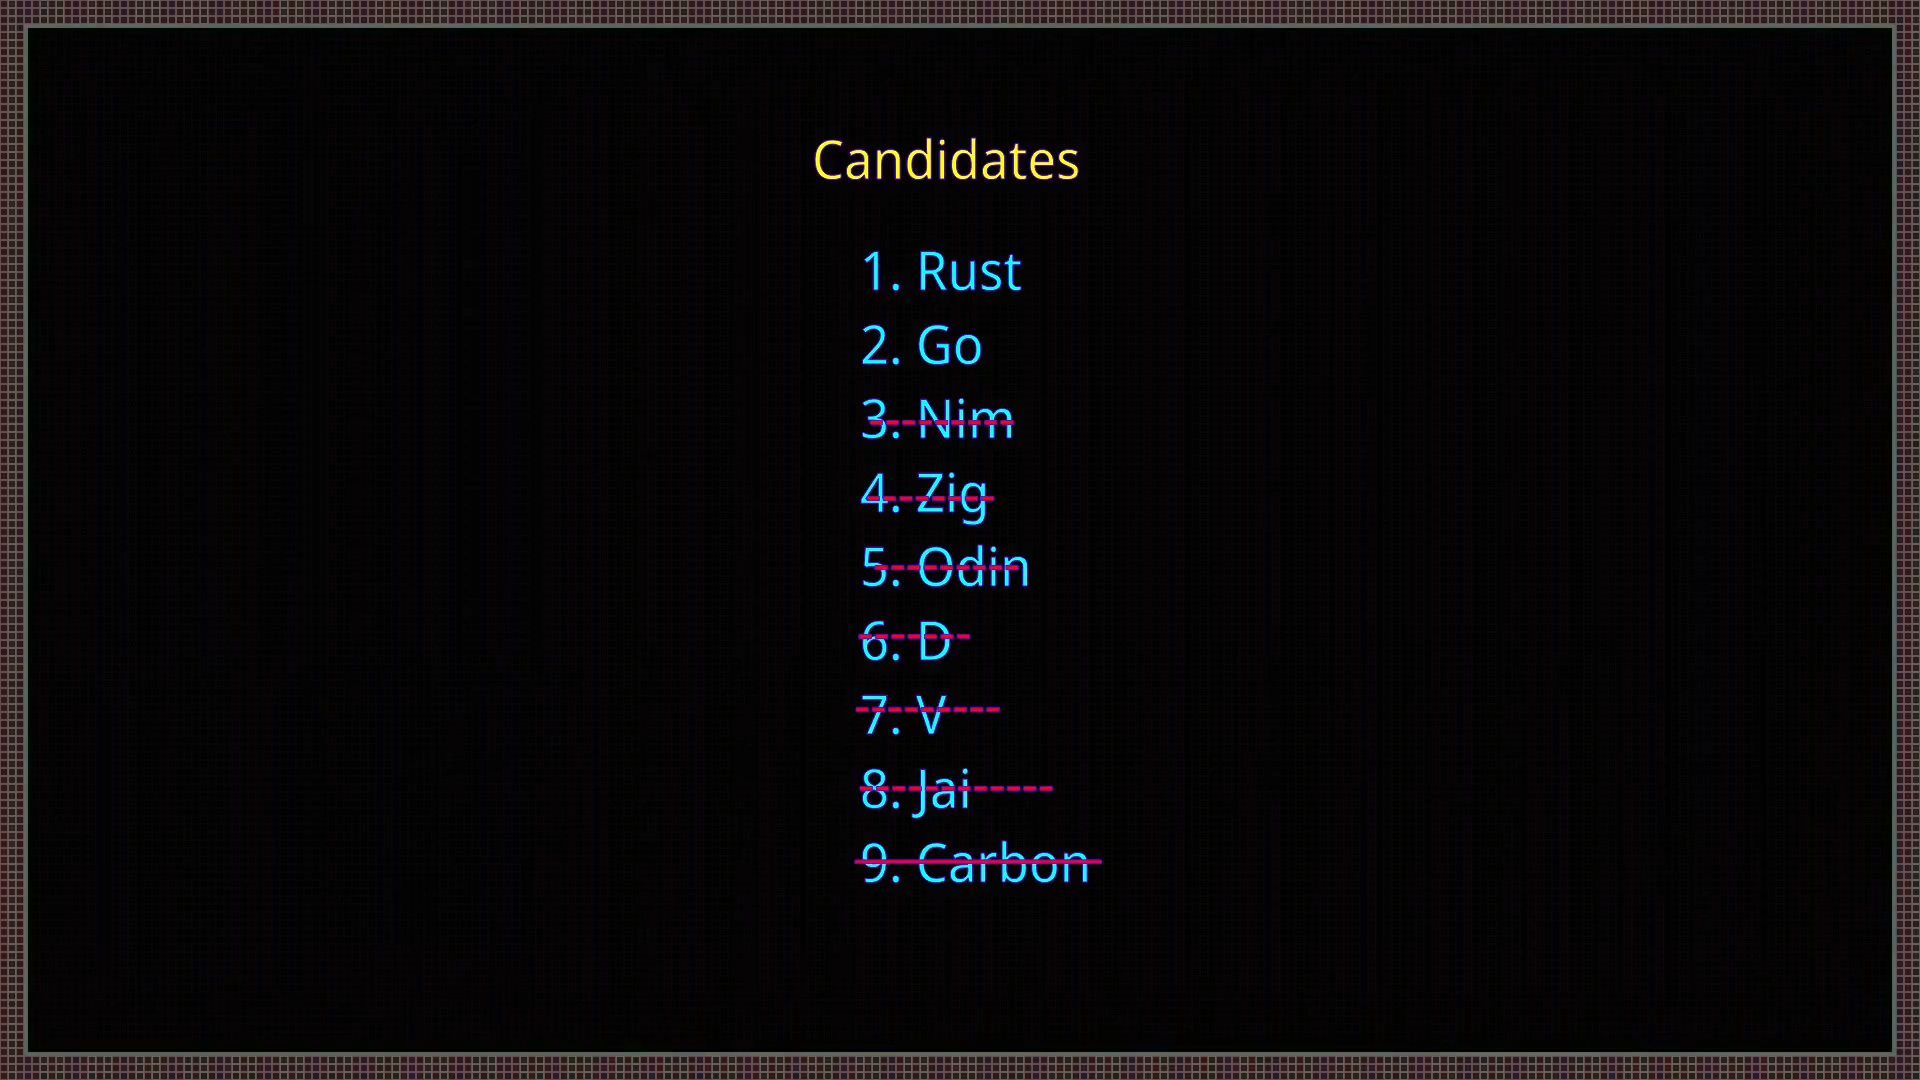 Candidates
1. Rust
2. Go
3. Nim
4. Zig
5. Odin
6. D
7. V
8. Jai
9. Carbon